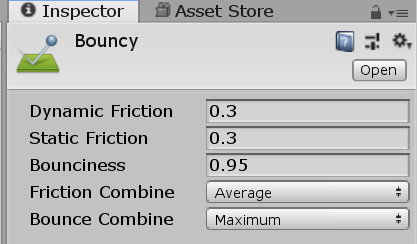 Inspector Asset Store
Bouncy
Open
Dynamic Friction 0.3
Static Friction 0.3
Bounciness 0.95
Friction Combine Average
Bounce Combine Maximum